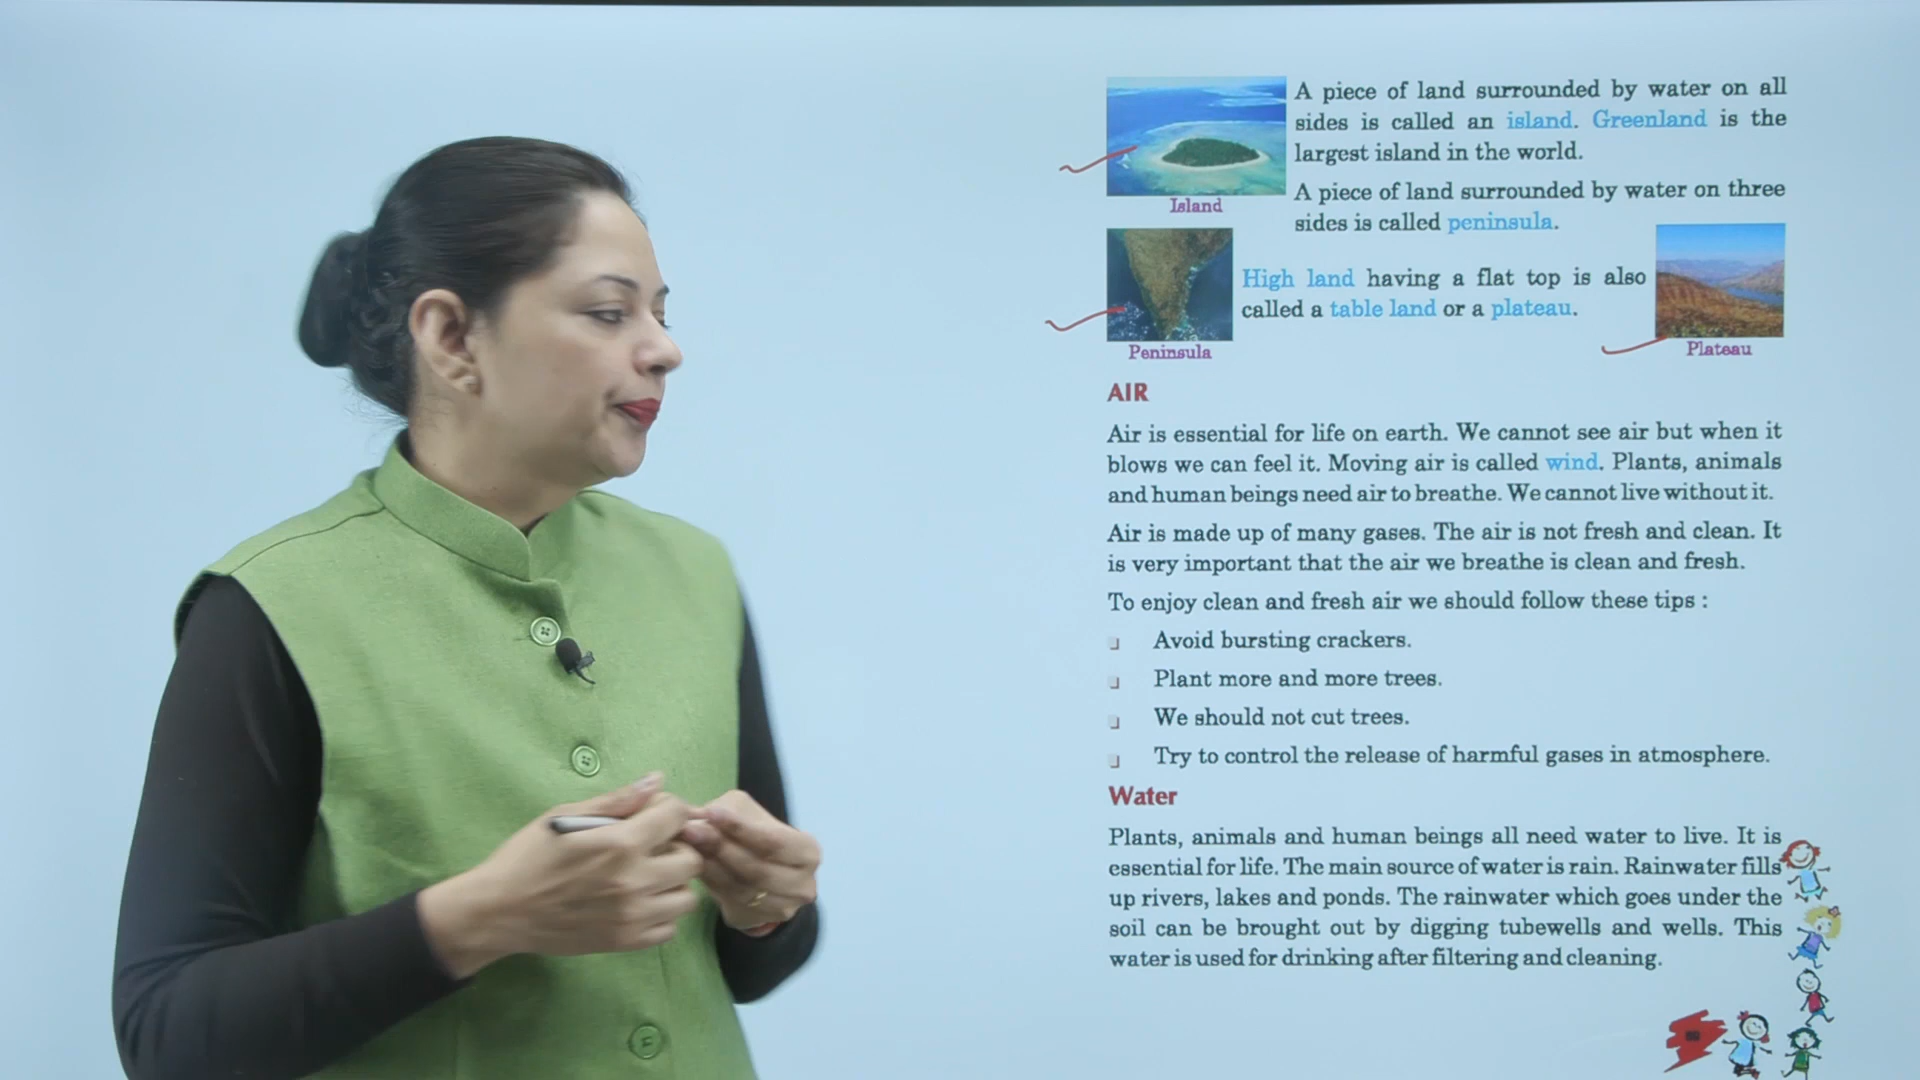 A piece of land surrounded by water on all
sides is called an island. Greenland is the
largest island in the world.
Island
A piece of land surrounded by water on three
sides is called peninsula.
High land having a flat top is also
called a table land or a plateau.
Peninsula
Plateau
AIR
Air is essential for life on earth. We cannot see air but when it
blows we can feel it. Moving air is called wind. Plants, animals
and human beings need air to breathe. We cannot live without it.
Air is made up of many gases. The air is not fresh and clean. It
is very important that the air we breathe is clean and fresh.
To enjoy clean and fresh air we should follow these tips :
Avoid bursting crackers.
Plant more and more trees.
We should not cut trees.
Try to control the release of harmful gases in atmosphere.
Water
Plants, animals and human beings all need water to live. It is
essential for life. The main source of water is rain. Rainwater fills
up rivers, lakes and ponds. The rainwater which goes under the
soil can be brought out by digging tubewells and wells. This
water is used for drinking after filtering and cleaning.